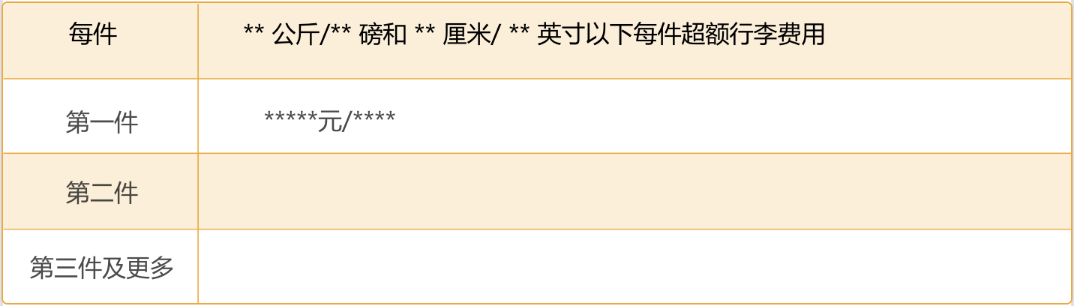 每件 ** 公斤/** 磅和 ** 厘米/ ** 英寸以下每件超额行李费用
第一件 *****元/****
第二件
第三件及更多